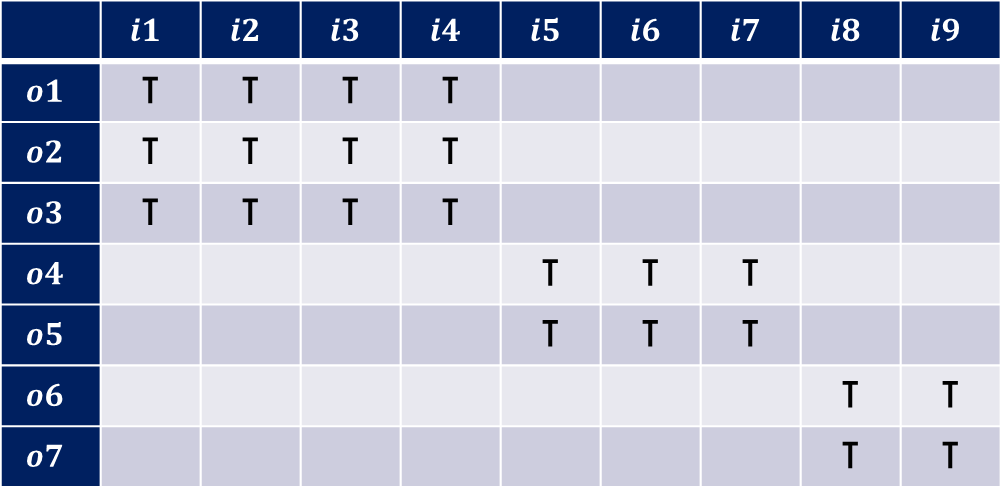 i1 i2 i3 i4 i5 i6 i7 i8 i9
o1 T T T T
o2 T T T T
o3 T T T T
o4 T T T
o5 T T T
o6 T T
o7 T T